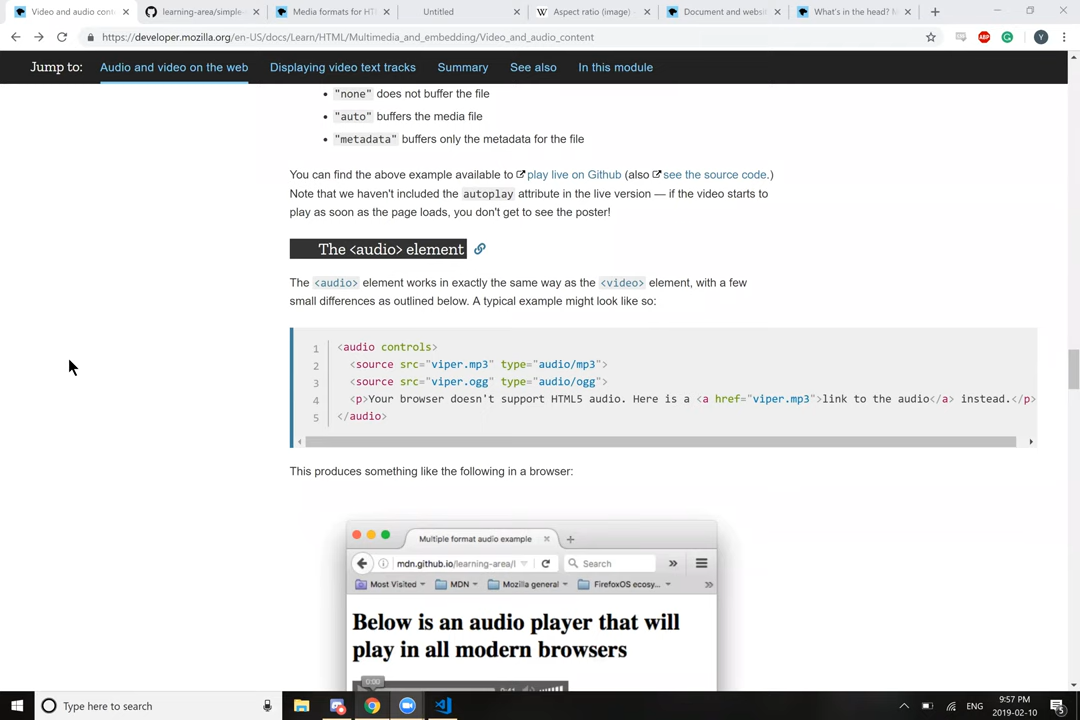 Video and audio cont
learning-area/simple-
Media formats for HT
Untitled
Aspect ratio (image) -
Document and websit
What's in the head? M
https://developer.mozilla.org/en-US/docs/Learn/HTML/Multimedia_and_embedding/Video_and_audio_content
ABP
Y
Jump to: Audio and video on the web Displaying video text tracks Summary See also In this module
"none" does not buffer the file
"auto" buffers the media file
"metadata" buffers only the metadata for the file
You can find the above example available to play live on Github (also see the source code.)
Note that we haven't included the autoplay attribute in the live version — if the video starts to
play as soon as the page loads, you don't get to see the poster!
The <audio> element
The <audio> element works in exactly the same way as the <video> element, with a few
small differences as outlined below. A typical example might look like so:
1 <audio controls>
2 <source src="viper.mp3" type="audio/mp3">
3 <source src="viper.ogg" type="audio/ogg">
4 <p>Your browser doesn't support HTML5 audio. Here is a <a href="viper.mp3">link to the audio</a> instead.</p>
5 </audio>
This produces something like the following in a browser:
Multiple format audio example
mdn.github.io/learning-area/l
Search
Most Visited MDN Mozilla general FirefoxOS ecosy...
Below is an audio player that will
play in all modern browsers
0:00
Type here to search
ENG
9:57 PM
2019-02-10
5